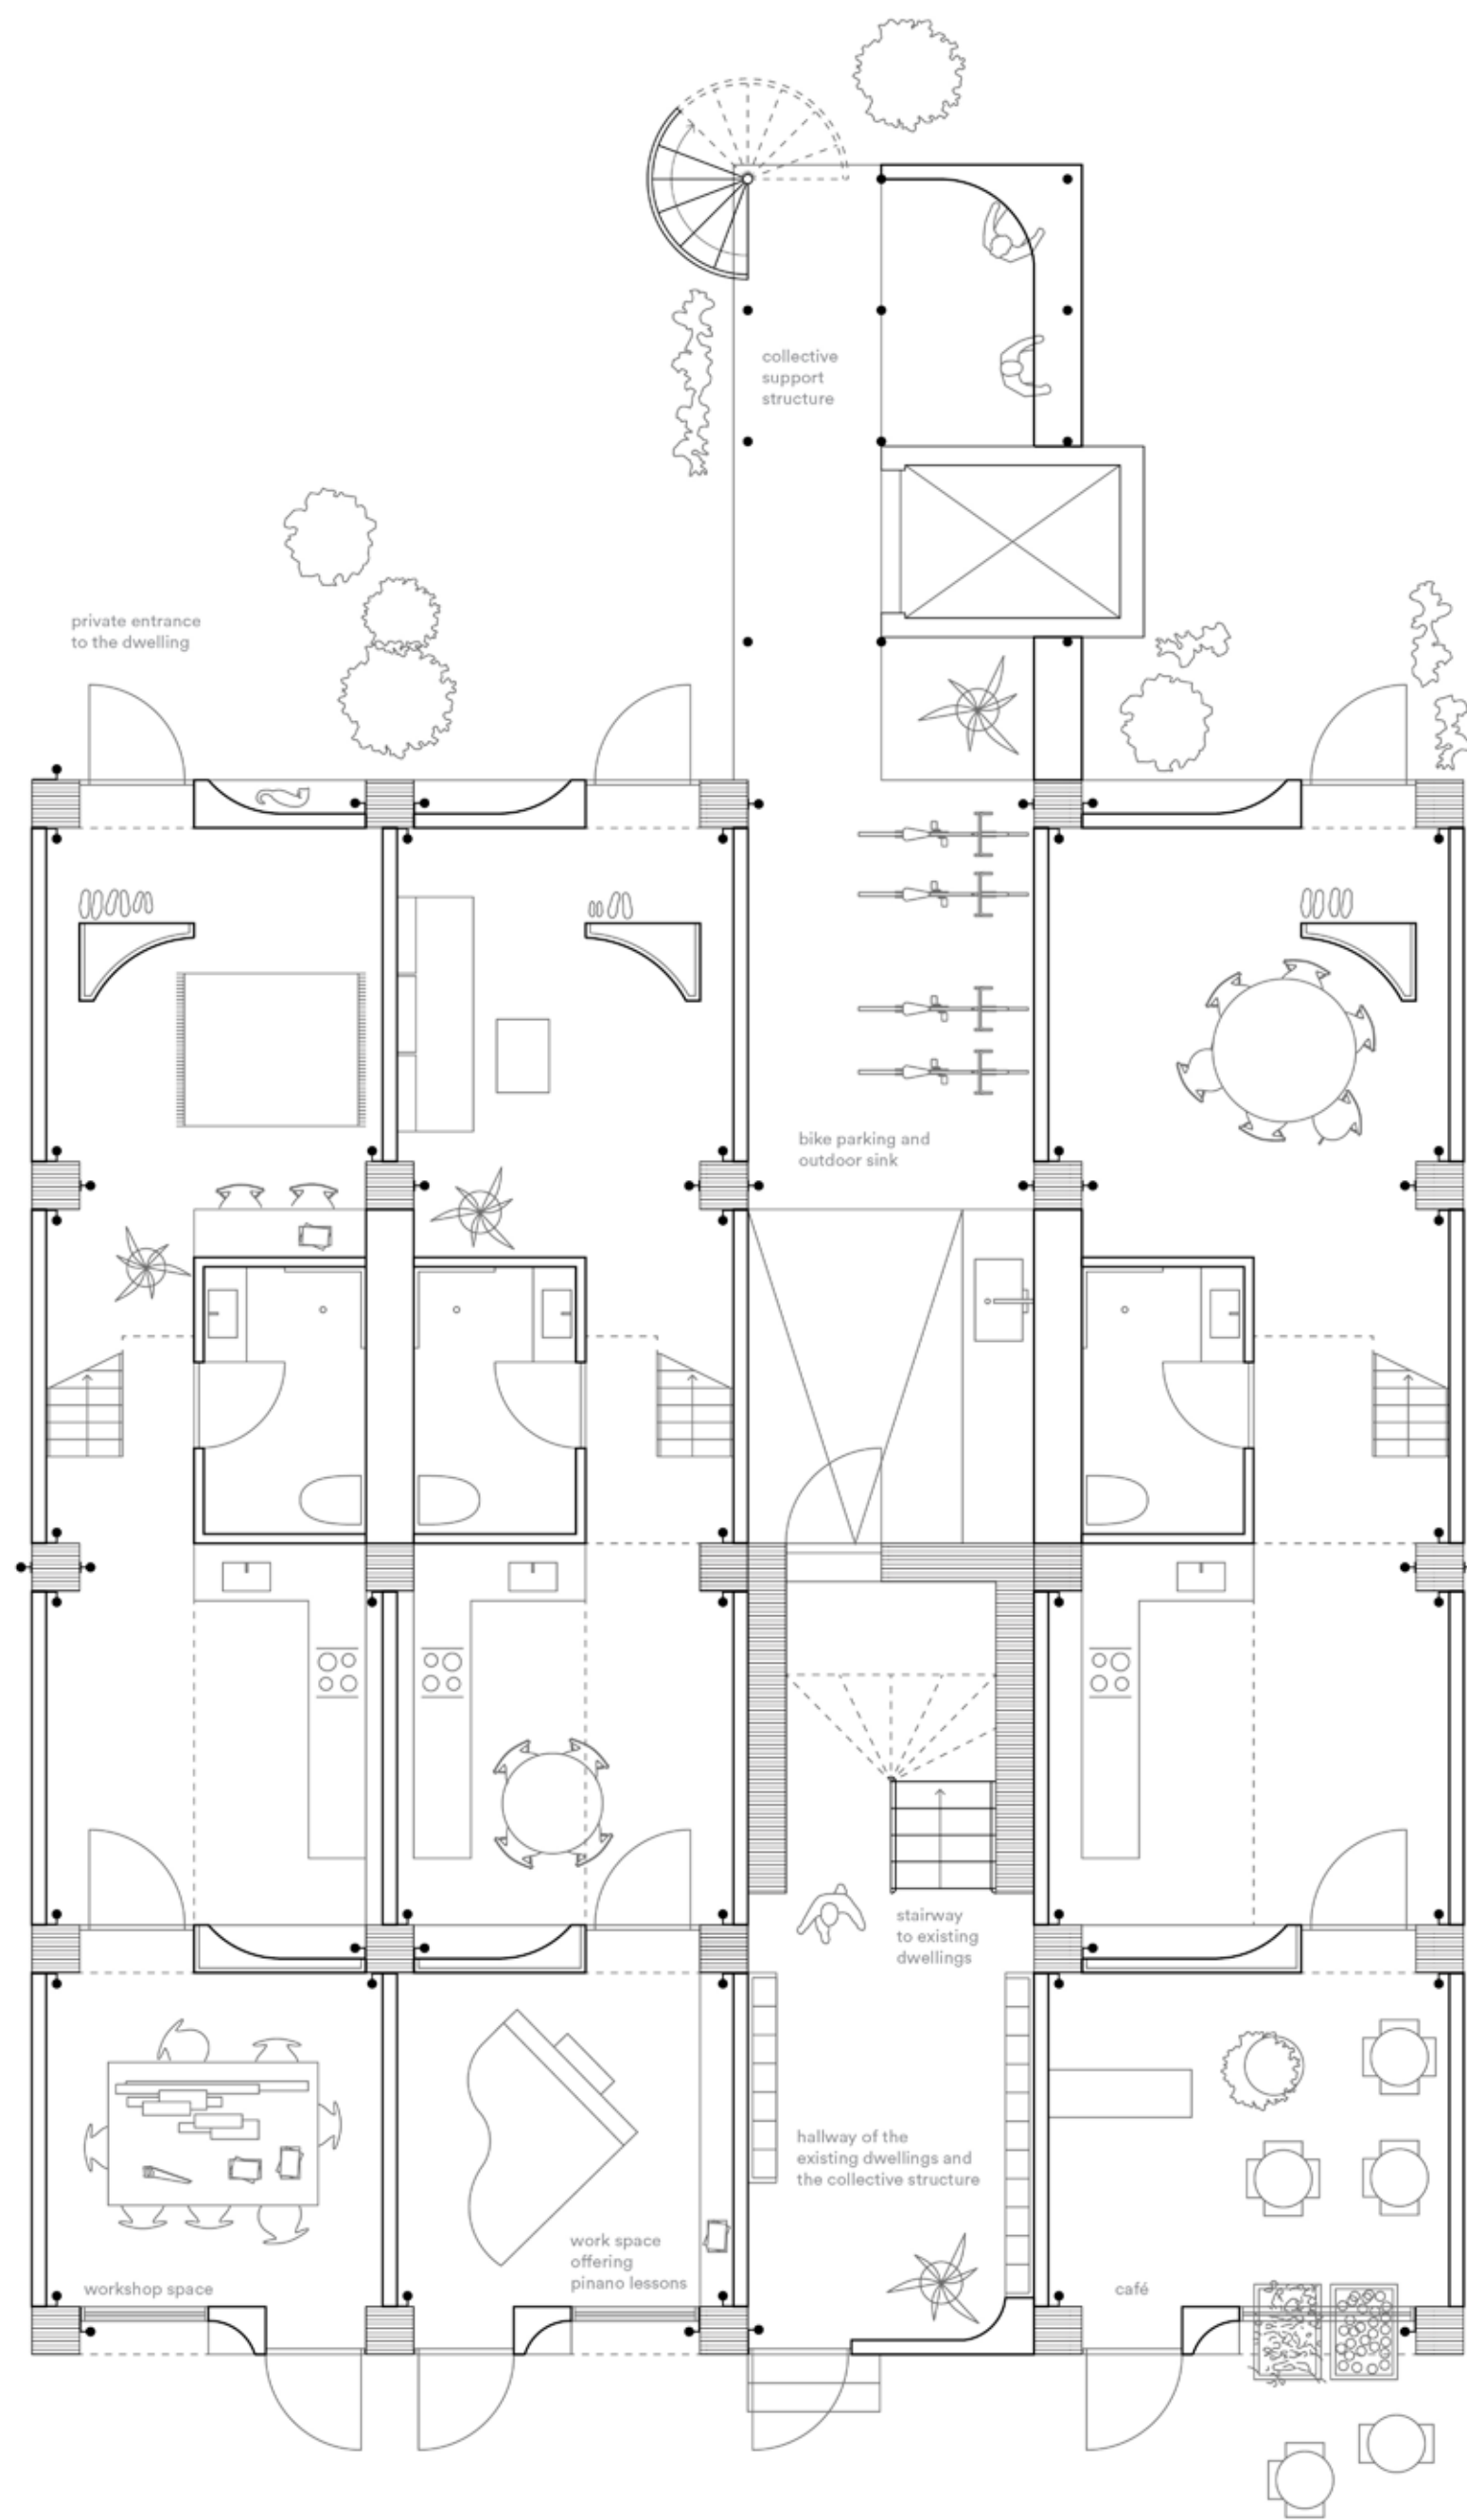 collective
support
structure
private entrance
to the dwelling
bike parking and
outdoor sink
stairway
to existing
dwellings
hallway of the
existing dwellings and
the collective structure
work space
offering
pinano lessons
workshop space
café